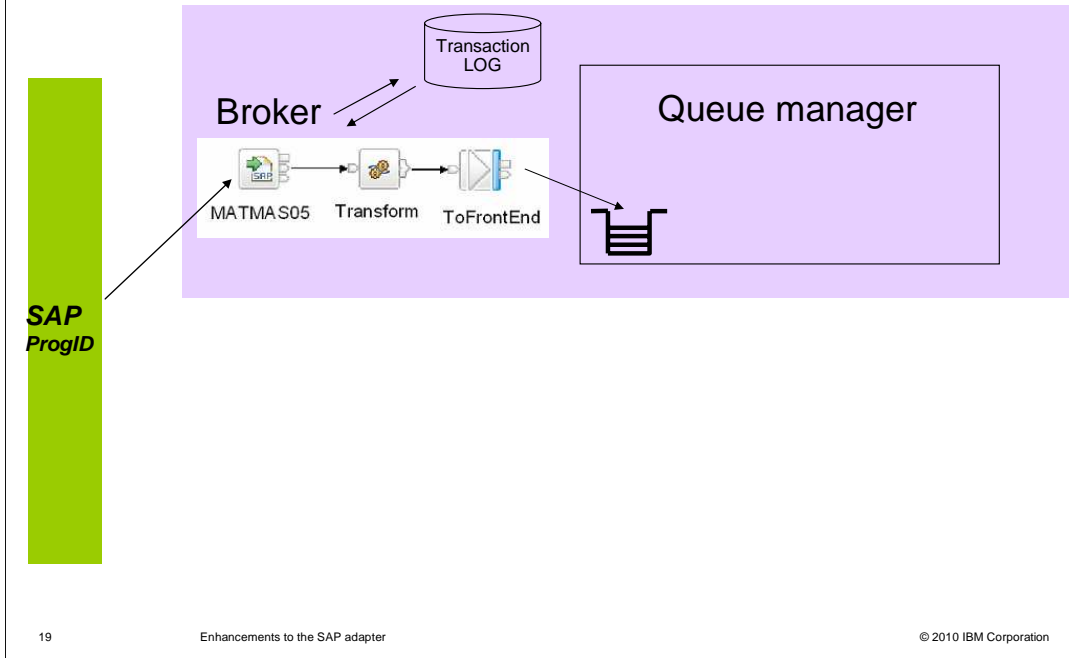 Transaction
LOG
Broker
Queue manager
SAP
MATMAS05
Transform
ToFrontEnd
SAP
ProgID
19
Enhancements to the SAP adapter
© 2010 IBM Corporation